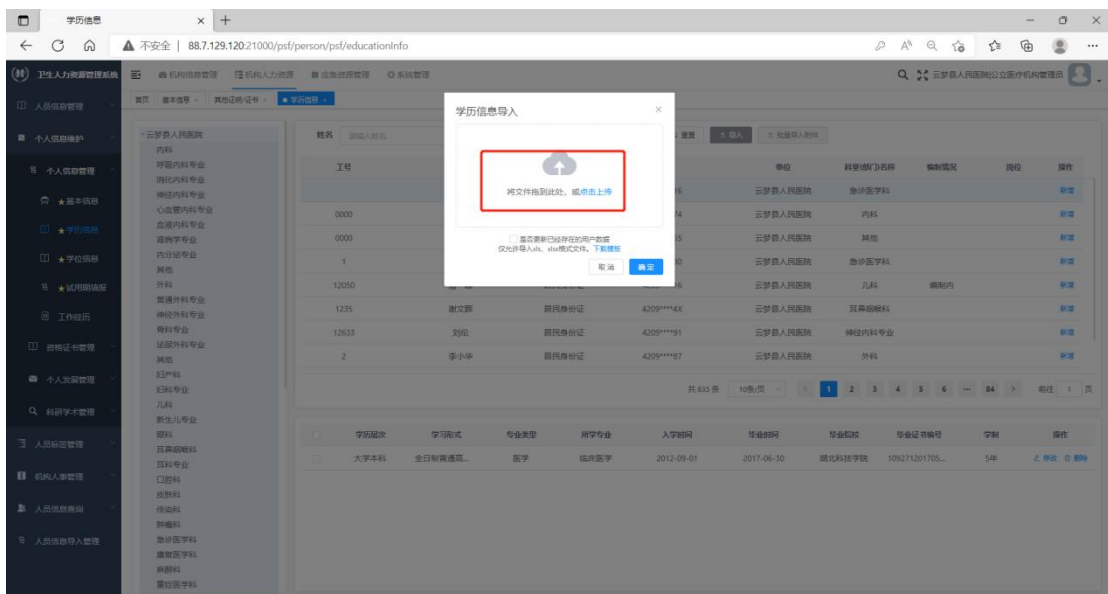 学历信息
不安全 | 88.7.129.120:21000/psf/person/psf/educationInfo
卫生人力资源管理系统
机构信息管理 机构人力资源 应急资源管理 系统管理
云梦县人民医院公立医疗机构管理员
首页 基本信息 其他证书/证书 学历信息
人员信息管理
个人信息维护
个人信息管理
★基本信息
★学历信息
★学位信息
★试用期填报
工作经历
资格证书管理
个人发展管理
科研学术管理
人员标签管理
机构人事管理
人员信息查询
人员信息导入管理
云梦县人民医院
内科
呼吸内科专业
消化内科专业
神经内科专业
心血管内科专业
血液内科专业
肾病学专业
内分泌专业
其他
外科
普通外科专业
神经外科专业
骨科专业
泌尿外科专业
其他
妇产科
妇科专业
儿科
新生儿专业
眼科
耳鼻咽喉科
耳科专业
口腔科
皮肤科
传染科
肿瘤科
急诊医学科
康复医学科
麻醉科
重症医学科
姓名 请输入姓名 重置 导入 批量导入附件
学历信息导入
将文件拖到此处，或点击上传
是否更新已经存在的用户数据
仅允许导入xls、xlsx格式文件。下载模板
取消 确定
工号 单位 科室(部门)名称 编制情况 岗位 操作
云梦县人民医院 急诊医学科 新增
0000 云梦县人民医院 内科 新增
0000 云梦县人民医院 其他 新增
1 云梦县人民医院 急诊医学科 新增
12050 云梦县人民医院 儿科 编制内 新增
1235 谢文辉 居民身份证 4209****4X 云梦县人民医院 耳鼻咽喉科 新增
12633 刘松 居民身份证 4209****91 云梦县人民医院 神经内科专业 新增
2 李小华 居民身份证 4209****87 云梦县人民医院 外科 新增
共 835 条 10条/页 1 2 3 4 5 6 ... 84 前往 1 页
学历层次 学习形式 专业类型 所学专业 入学时间 毕业时间 毕业院校 毕业证书编号 学制 操作
大学本科 全日制普通高... 医学 临床医学 2012-09-01 2017-06-30 湖北科技学院 109271201705... 5年 修改 删除